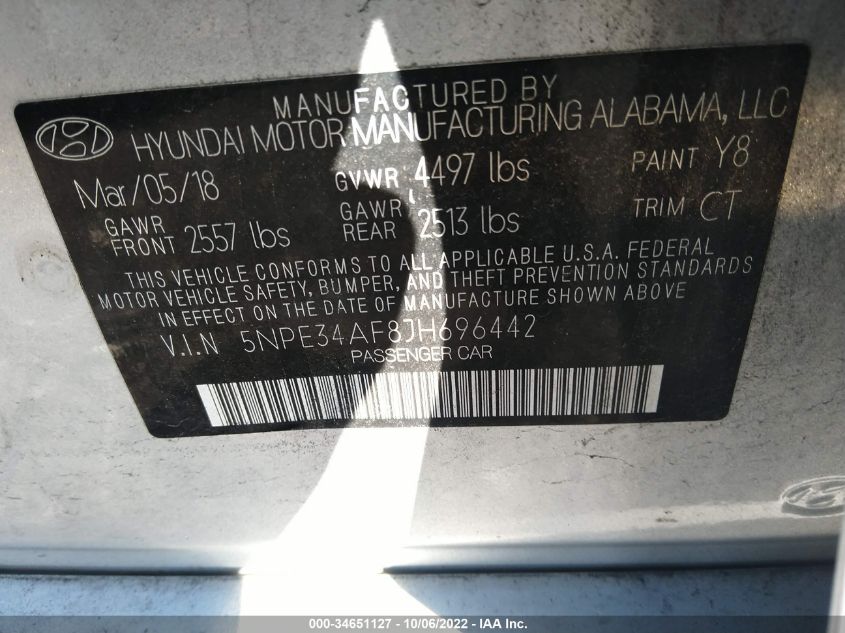 MANUFACTURED BY
HYUNDAI MOTOR MANUFACTURING ALABAMA, LLC
Mar/05/18 GVWR 4497 lbs PAINT Y8
GAWR FRONT 2557 lbs GAWR REAR 2513 lbs TRIM CT
THIS VEHICLE CONFORMS TO ALL APPLICABLE U.S.A. FEDERAL
MOTOR VEHICLE SAFETY, BUMPER, AND THEFT PREVENTION STANDARDS
IN EFFECT ON THE DATE OF MANUFACTURE SHOWN ABOVE
V.I.N 5NPE34AF8JH696442
PASSENGER CAR
000-34651127 - 10/06/2022 - IAA Inc.